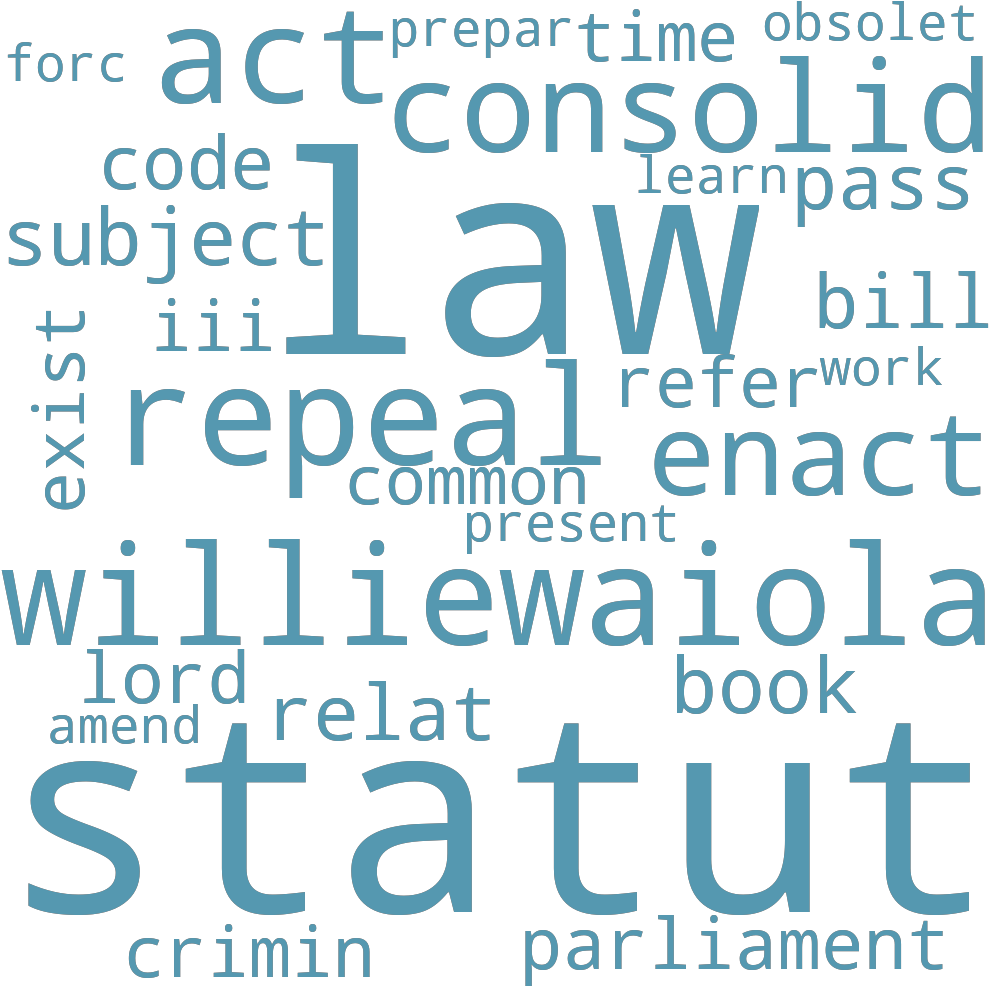 forc act prepar time obsolet
consolid
code learn pass
subject law
iii bill
exist repeal refer work
common enact
present
williewaiola
lord book
amend relat
statut
crimin parliament